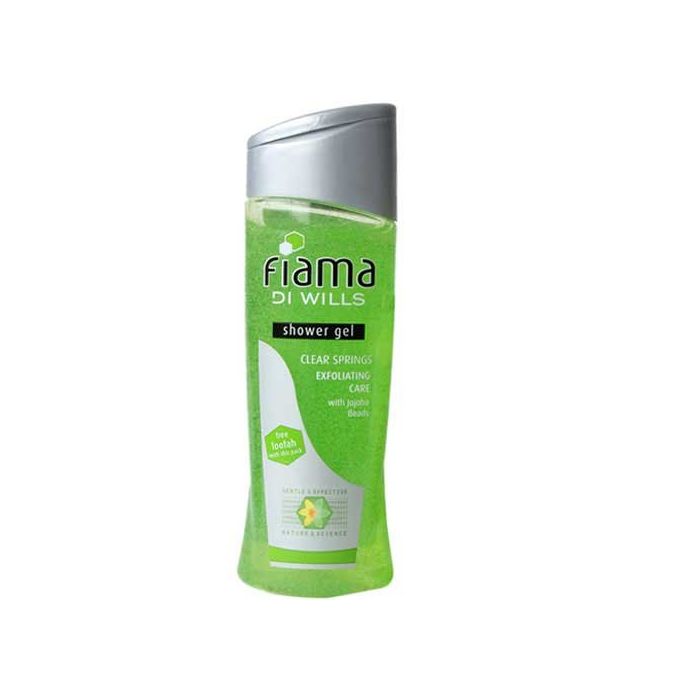 fiama
DI WILLS
shower gel
CLEAR SPRINGS
EXFOLIATING
CARE
with Jojoba
Beads
free
loofah
with this pack
GENTLE & EFFECTIVE
NATURE & SCIENCE